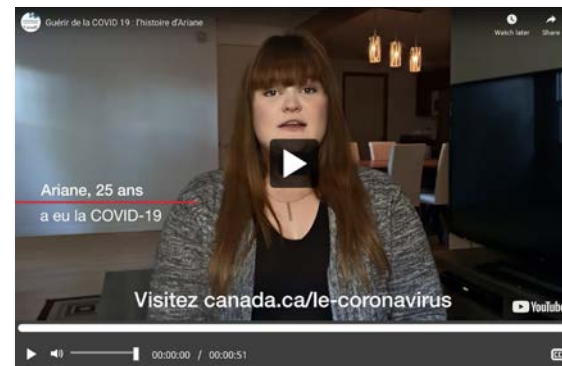 Guérir de la COVID 19 : l'histoire d'Ariane
Watch later Share
Ariane, 25 ans
a eu la COVID-19
Visitez canada.ca/le-coronavirus
YouTube
00:00:00 / 00:00:51
CC